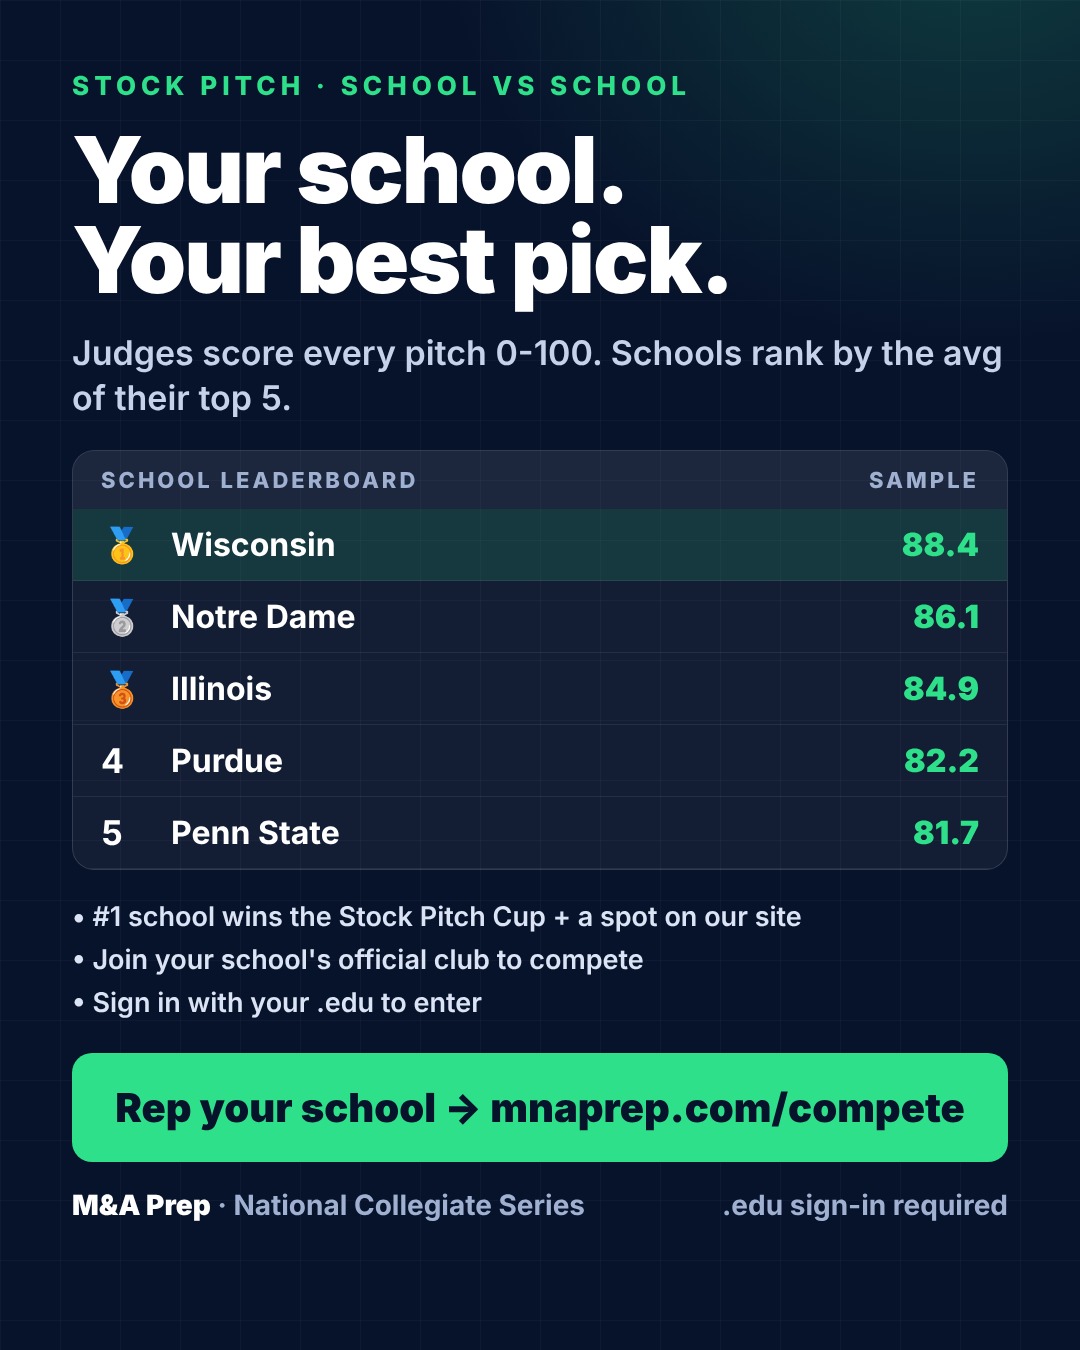 STOCK PITCH · SCHOOL VS SCHOOL
Your school.
Your best pick.
Judges score every pitch 0-100. Schools rank by the avg
of their top 5.
SCHOOL LEADERBOARD SAMPLE
🥇 Wisconsin 88.4
🥈 Notre Dame 86.1
🥉 Illinois 84.9
4 Purdue 82.2
5 Penn State 81.7
• #1 school wins the Stock Pitch Cup + a spot on our site
• Join your school's official club to compete
• Sign in with your .edu to enter
Rep your school → mnaprep.com/compete
M&A Prep · National Collegiate Series .edu sign-in required